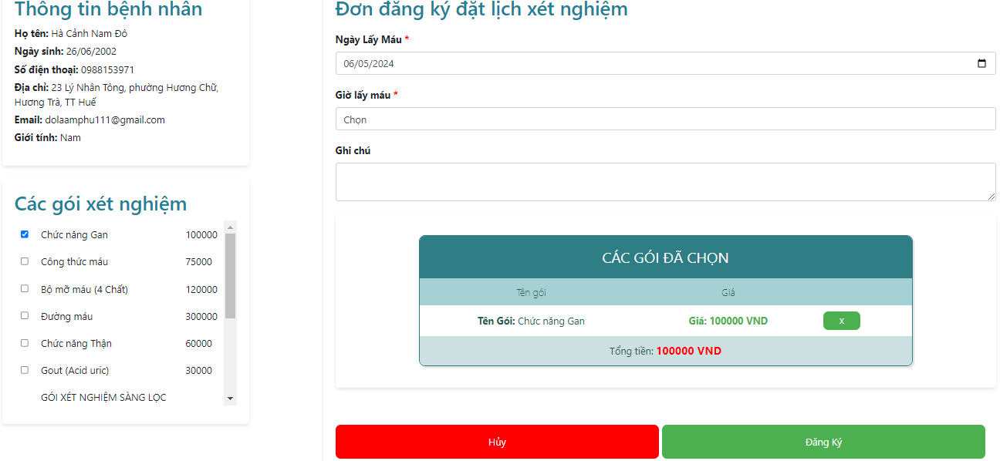 Thông tin bệnh nhân
Họ tên: Hà Cảnh Nam Đô
Ngày sinh: 26/06/2002
Số điện thoại: 0988153971
Địa chỉ: 23 Lý Nhân Tông, phường Hương Chữ,
Hương Trà, TT Huế
Email: dolaamphu111@gmail.com
Giới tính: Nam
Các gói xét nghiệm
Chức năng Gan 100000
Công thức máu 75000
Bộ mỡ máu (4 Chất) 120000
Đường máu 300000
Chức năng Thận 60000
Gout (Acid uric) 30000
GÓI XÉT NGHIỆM SÀNG LỌC
Đơn đăng ký đặt lịch xét nghiệm
Ngày Lấy Máu *
06/05/2024
Giờ lấy máu *
Chọn
Ghi chú
CÁC GÓI ĐÃ CHỌN
Tên gói Giá
Tên Gói: Chức năng Gan Giá: 100000 VND X
Tổng tiền: 100000 VND
Hủy Đăng Ký